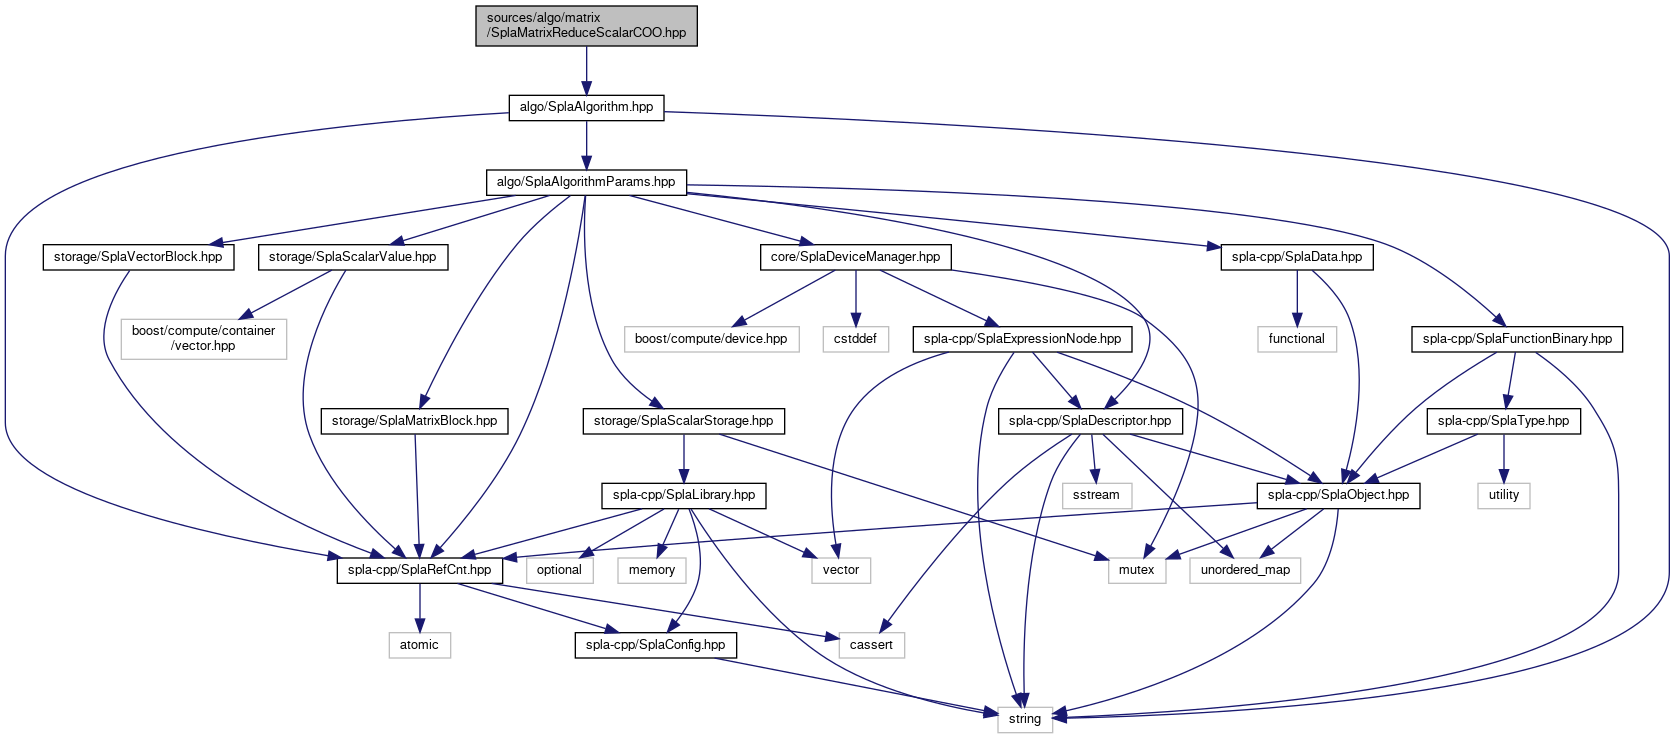 sources/algo/matrix
/SplaMatrixReduceScalarCOO.hpp
algo/SplaAlgorithm.hpp
algo/SplaAlgorithmParams.hpp
storage/SplaVectorBlock.hpp
storage/SplaScalarValue.hpp
core/SplaDeviceManager.hpp
spla-cpp/SplaData.hpp
boost/compute/container
/vector.hpp
boost/compute/device.hpp
cstddef
spla-cpp/SplaExpressionNode.hpp
functional
spla-cpp/SplaFunctionBinary.hpp
storage/SplaMatrixBlock.hpp
storage/SplaScalarStorage.hpp
spla-cpp/SplaDescriptor.hpp
spla-cpp/SplaType.hpp
spla-cpp/SplaLibrary.hpp
sstream
spla-cpp/SplaObject.hpp
utility
spla-cpp/SplaRefCnt.hpp
optional
memory
vector
mutex
unordered_map
atomic
spla-cpp/SplaConfig.hpp
cassert
string